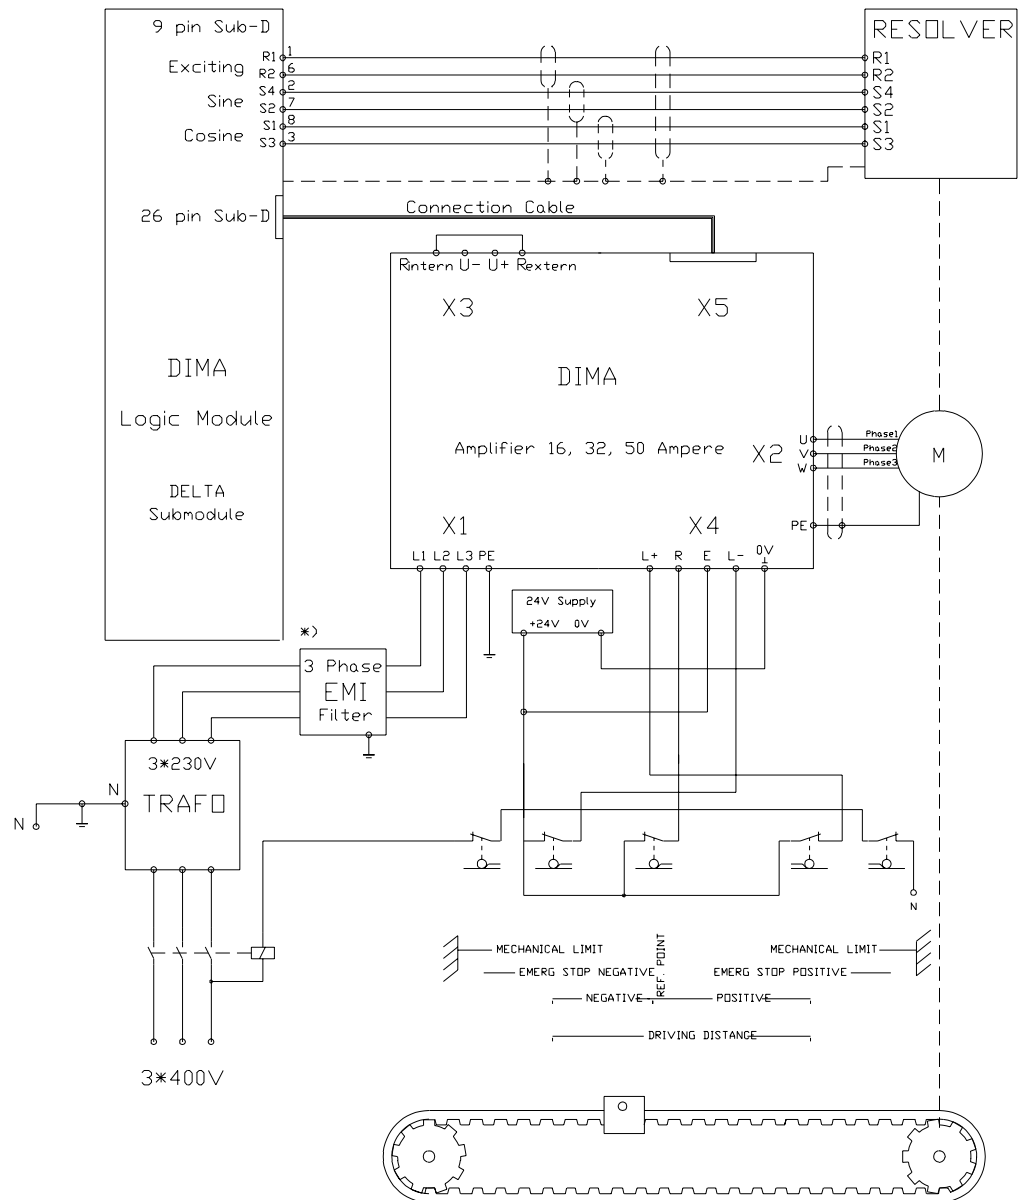 9 pin Sub-D
RESOLVER
R1 1
R1
Exciting
R2 6
R2
S4 2
S4
Sine
S2 7
S2
S1 8
S1
Cosine
S3 3
S3
26 pin Sub-D
Connection Cable
Rintern U- U+ Rextern
X3
X5
DIMA
DIMA
Logic Module
Amplifier 16, 32, 50 Ampere
X2
U Phase1
V Phase2
W Phase3
M
DELTA
Submodule
X1
X4
PE
L1 L2 L3 PE
L+ R E L- 0V
24V Supply
+24V 0V
*)
3 Phase
EMI
Filter
3*230V
N
TRAFO
N
N
MECHANICAL LIMIT
MECHANICAL LIMIT
REF. POINT
EMERG STOP NEGATIVE
EMERG STOP POSITIVE
NEGATIVE
POSITIVE
DRIVING DISTANCE
3*400V